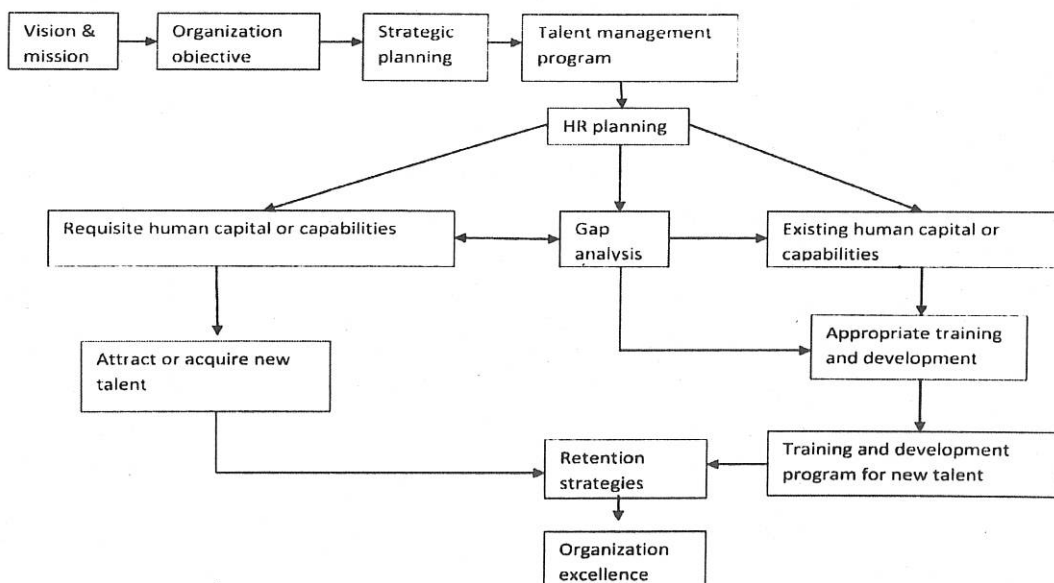 Vision &
mission
Organization
objective
Strategic
planning
Talent management
program
HR planning
Requisite human capital or capabilities
Gap
analysis
Existing human capital or
capabilities
Appropriate training
and development
Attract or acquire new
talent
Training and development
program for new talent
Retention
strategies
Organization
excellence